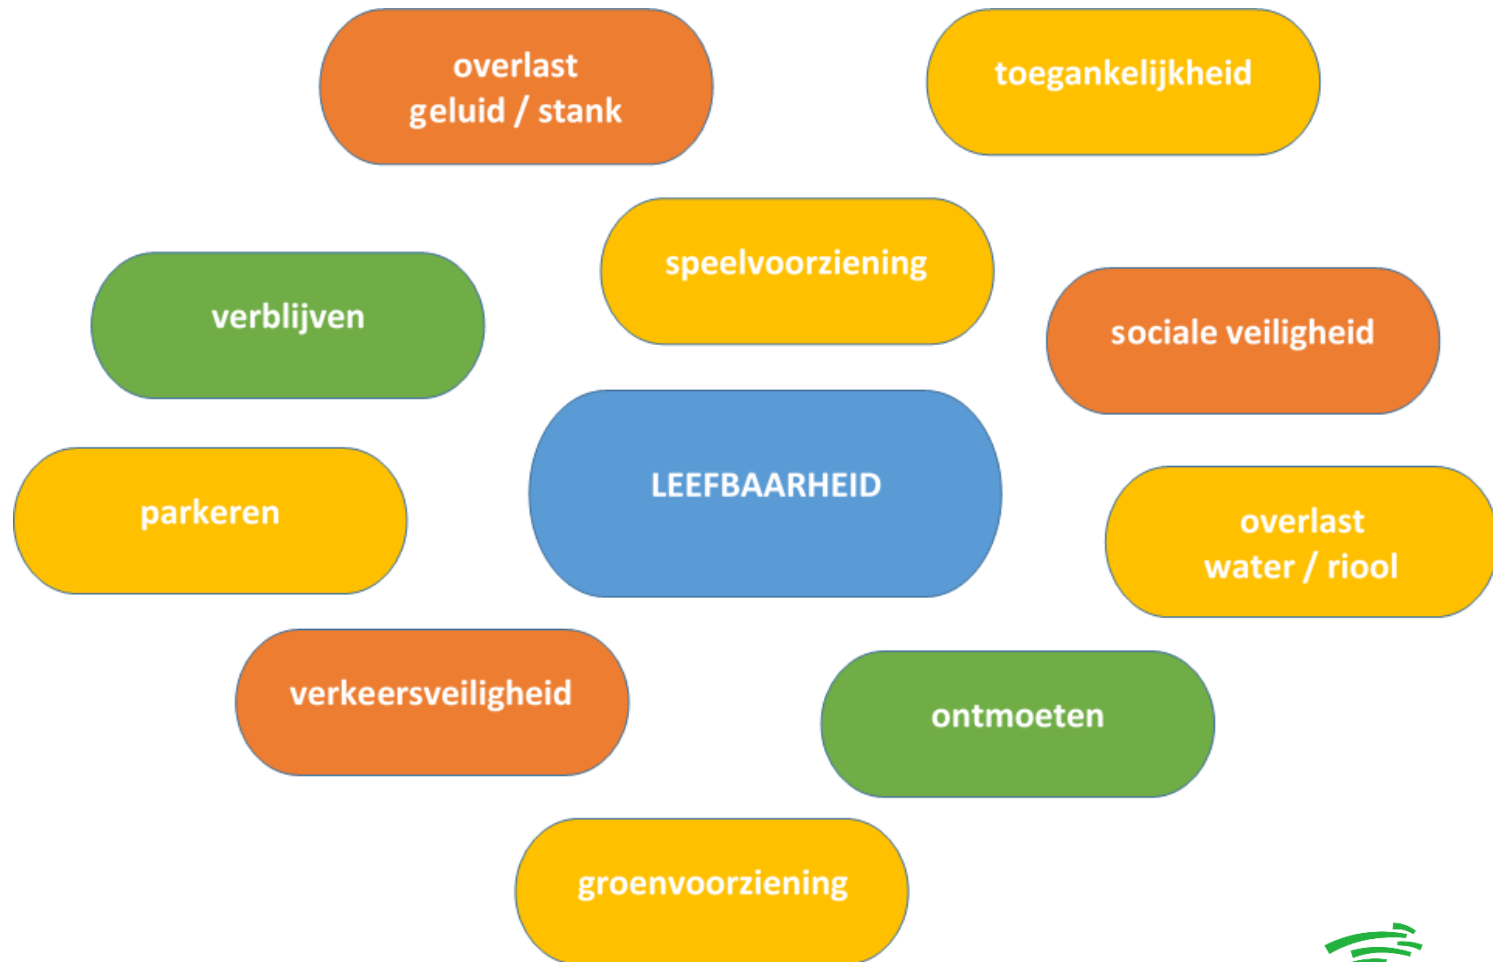 overlast
geluid / stank
toegankelijkheid
speelvoorziening
verblijven
sociale veiligheid
LEEFBAARHEID
parkeren
overlast
water / riool
verkeersveiligheid
ontmoeten
groenvoorziening